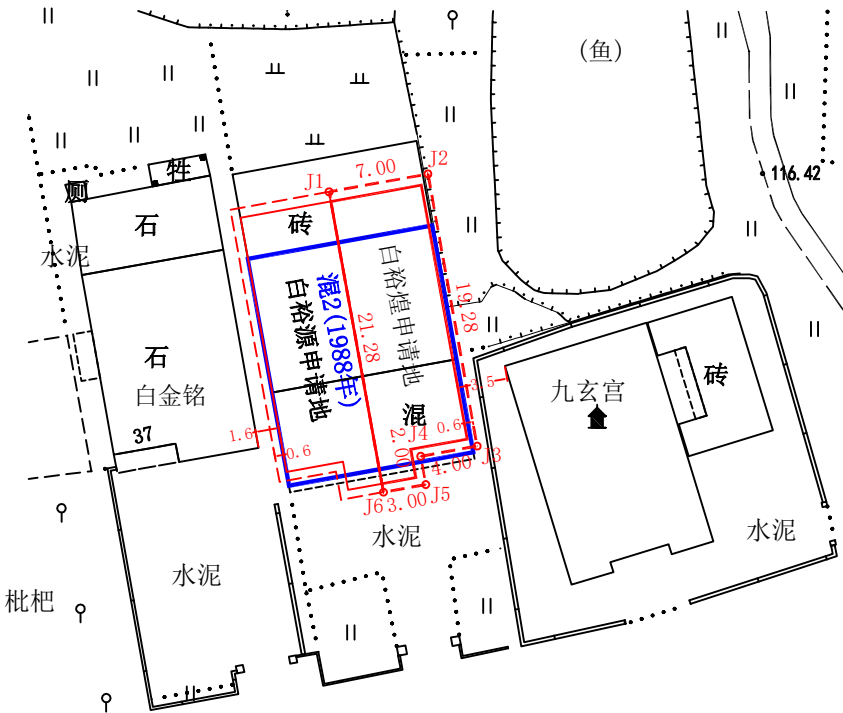 (鱼)
116.42
厕
牲
石
水泥
石
白金铭
37
J1
7.00
J2
砖
混2(1988年)
白裕源申请地
21.28
白裕煌申请地
19.28
混
1.6
0.6
0.6
3.5
J4
2.00
4.00
J3
J5
J6
3.00
水泥
九玄宫
砖
水泥
水泥
枇杷